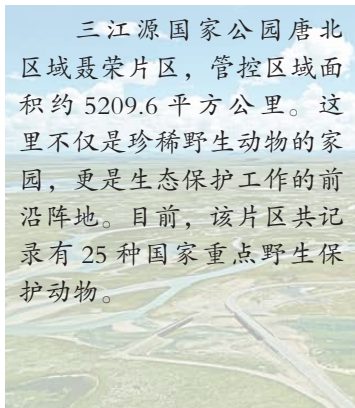 三江源国家公园唐北
区域聂荣片区，管控区域面
积约 5209.6 平方公里。这
里不仅是珍稀野生动物的家
园，更是生态保护工作的前
沿阵地。目前，该片区共记
录有 25 种国家重点野生保
护动物。